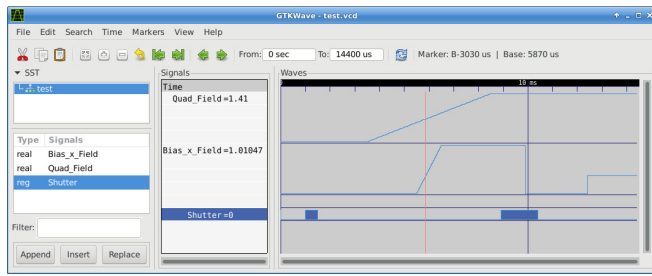 GTKWave - test.vcd
File Edit Search Time Markers View Help
From: 0 sec To: 14400 us Marker: B-3030 us | Base: 5870 us
SST
test
Type Signals
real Bias_x_Field
real Quad_Field
reg Shutter
Filter:
Append Insert Replace
Signals
Time
Quad_Field=1.41
Bias_x_Field=1.01047
Shutter=0
Waves
10 ms